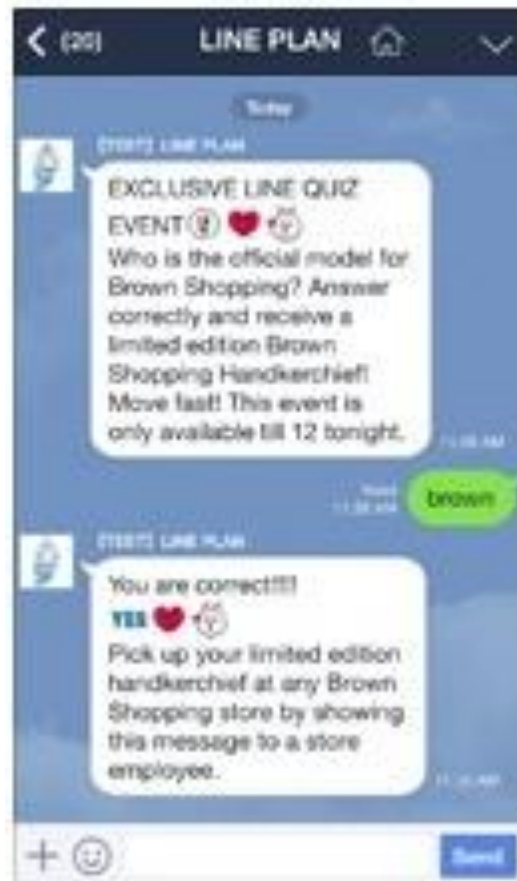 (20) LINE PLAN
Today
[TEST] LINE PLAN
EXCLUSIVE LINE QUIZ
EVENT
Who is the official model for
Brown Shopping? Answer
correctly and receive a
limited edition Brown
Shopping Handkerchief!
Move fast! This event is
only available till 12 tonight.
brown
[TEST] LINE PLAN
You are correct!!!!
YES
Pick up your limited edition
handkerchief at any Brown
Shopping store by showing
this message to a store
employee.
Send